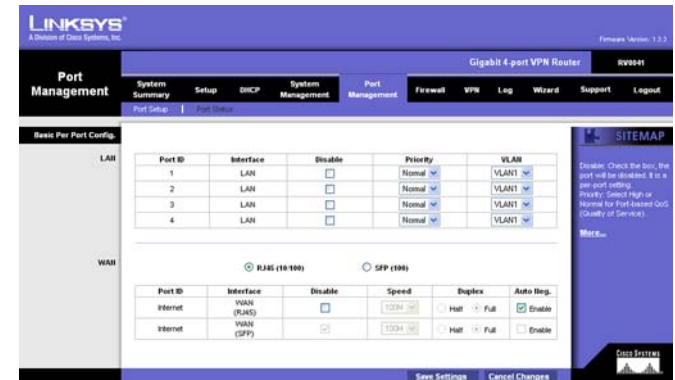 LINKSYS®
A Division of Cisco Systems, Inc.
Firmware Version: 1.3.2
Gigabit 4-port VPN Router
Port Management
System Summary Setup DHCP System Management Port Management Firewall VPN Log Wizard Support Logout
Port Setup | Port Status
Basic Per Port Config.
SITEMAP
LAN
Port ID Interface Disable Priority VLAN
1 LAN Normal VLAN1
2 LAN Normal VLAN1
3 LAN Normal VLAN1
4 LAN Normal VLAN1
Disable: Check the box, the
port will be disabled. It is a
per-port setting.
Priority: Select High or
Normal for Port-based QoS
(Quality of Service).
More...
WAN
RJ45 (10/100) SFP (100)
Port ID Interface Disable Speed Duplex Auto Neg.
Internet WAN (RJ45) 100M Half Full Enable
Internet WAN (SFP) 100M Half Full Enable
Save Settings Cancel Changes
CISCO SYSTEMS